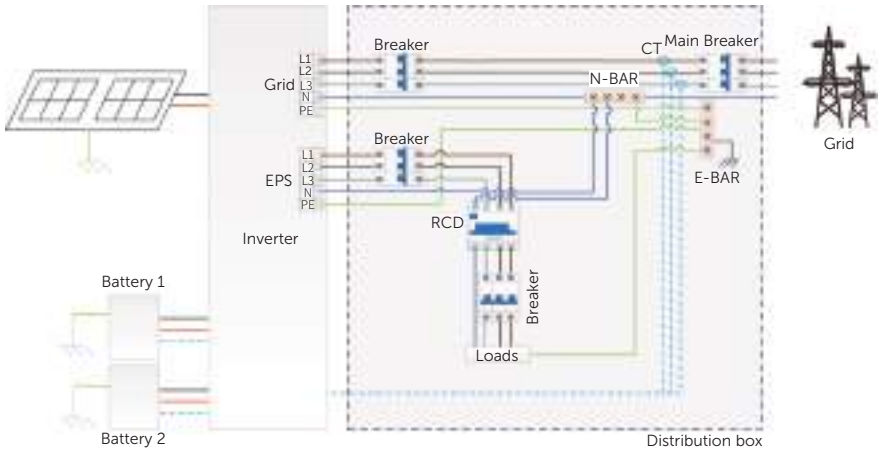 Breaker
CT
Main Breaker
L1
L2
Grid
L3
N
PE
N-BAR
Grid
Breaker
L1
L2
EPS
L3
N
PE
E-BAR
RCD
Inverter
Breaker
Battery 1
Loads
Battery 2
Distribution box